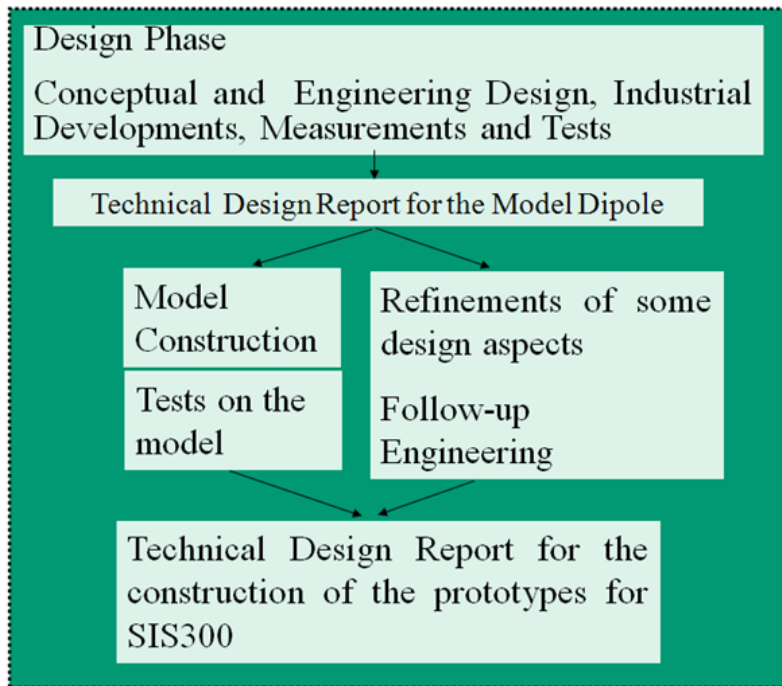 Design Phase
Conceptual and Engineering Design, Industrial
Developments, Measurements and Tests
Technical Design Report for the Model Dipole
Model
Construction
Tests on the
model
Refinements of some
design aspects
Follow-up
Engineering
Technical Design Report for the
construction of the prototypes for
SIS300